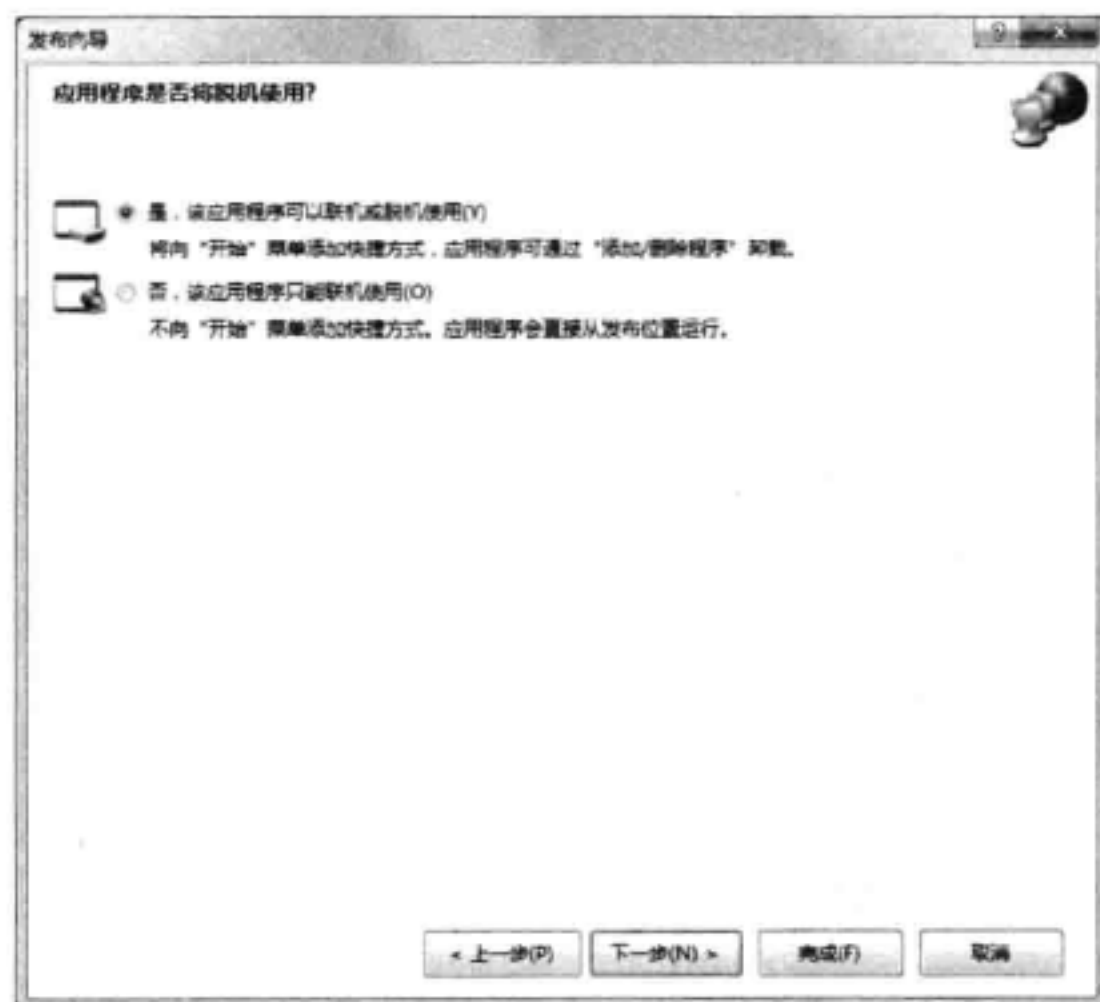 发布向导
应用程序是否将脱机使用?
是，该应用程序可以联机或脱机使用(Y)
将向“开始”菜单添加快捷方式，应用程序可通过“添加/删除程序”卸载。
否，该应用程序只能联机使用(O)
不向“开始”菜单添加快捷方式。应用程序会直接从发布位置运行。
< 上一步(P) 下一步(N) > 完成(F) 取消